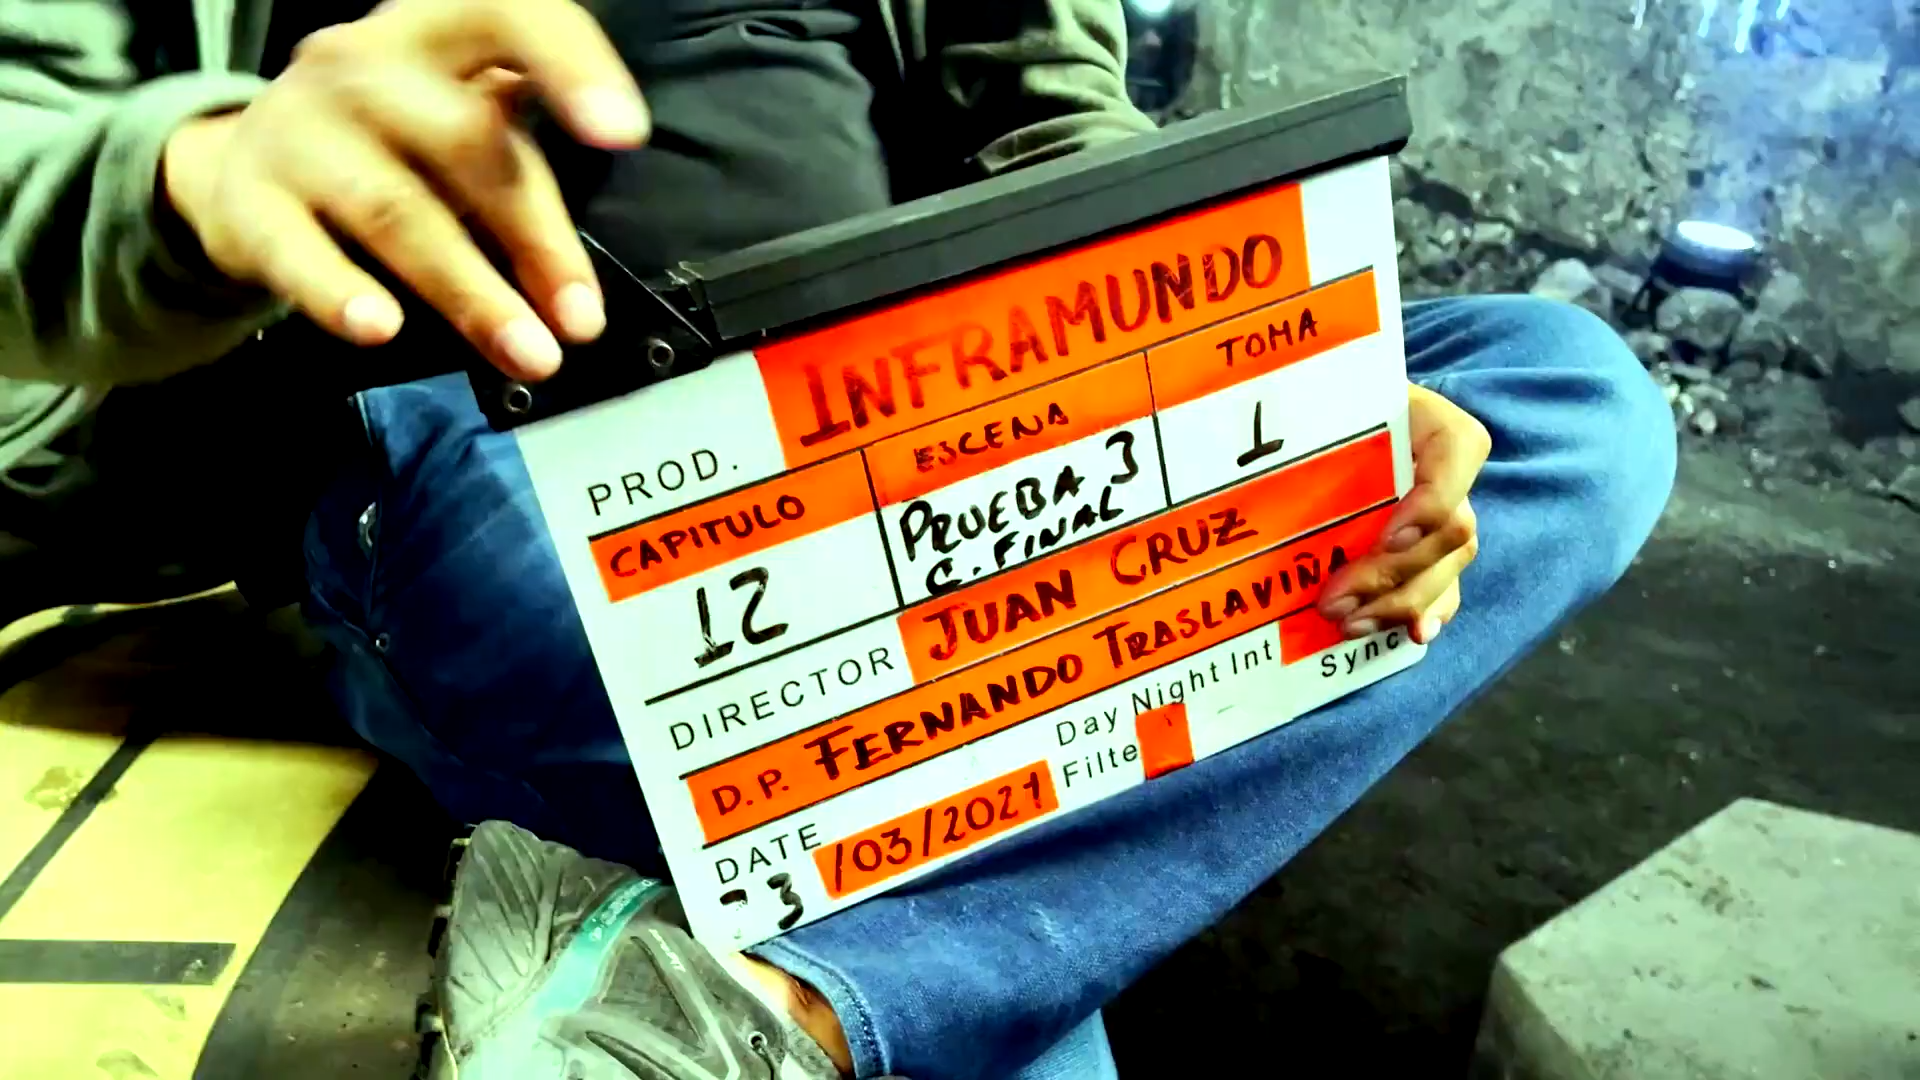 PROD. INFRAMUNDO
CAPITULO ESCENA TOMA
12 PRUEBA 3 1
C. FINAL
DIRECTOR JUAN CRUZ
D.P. FERNANDO TRASLAVIÑA
Day Night Int Sync
DATE /03/2021 Filte
3